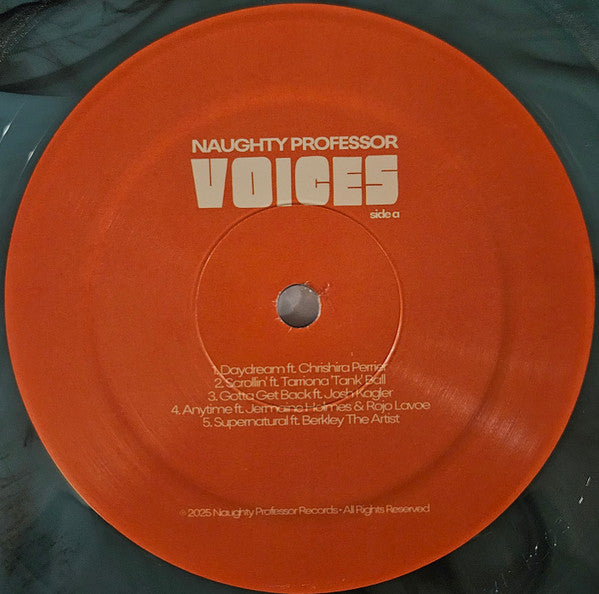 NAUGHTY PROFESSOR
VOICES
side a
1. Daydream ft. Chrishira Perrier
2. Scrollin' ft. Tarriona 'Tank' Ball
3. Gotta Get Back ft. Josh Kagler
4. Anytime ft. Jermaine Holmes & Rojo Lavoe
5. Supernatural ft. Berkley The Artist
℗ 2025 Naughty Professor Records • All Rights Reserved